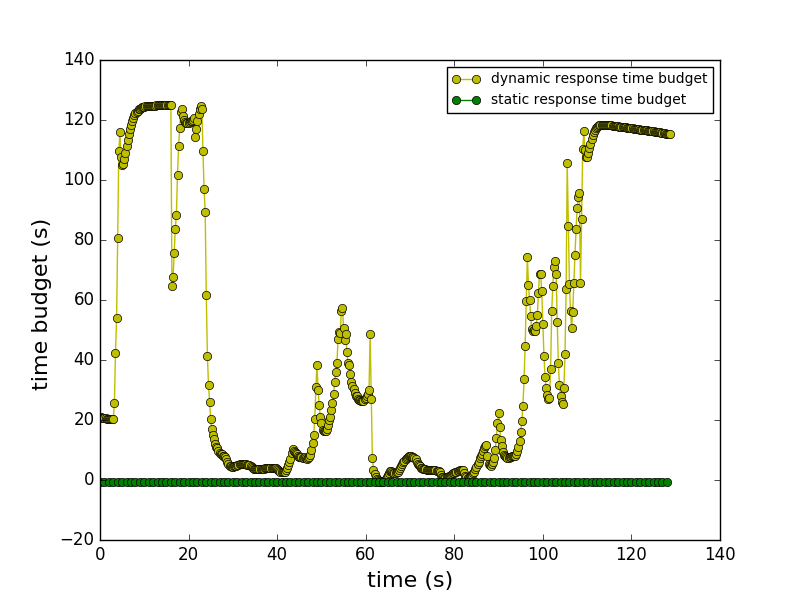 140
120
100
80
60
40
20
0
−20
time budget (s)
dynamic response time budget
static response time budget
0 20 40 60 80 100 120 140
time (s)